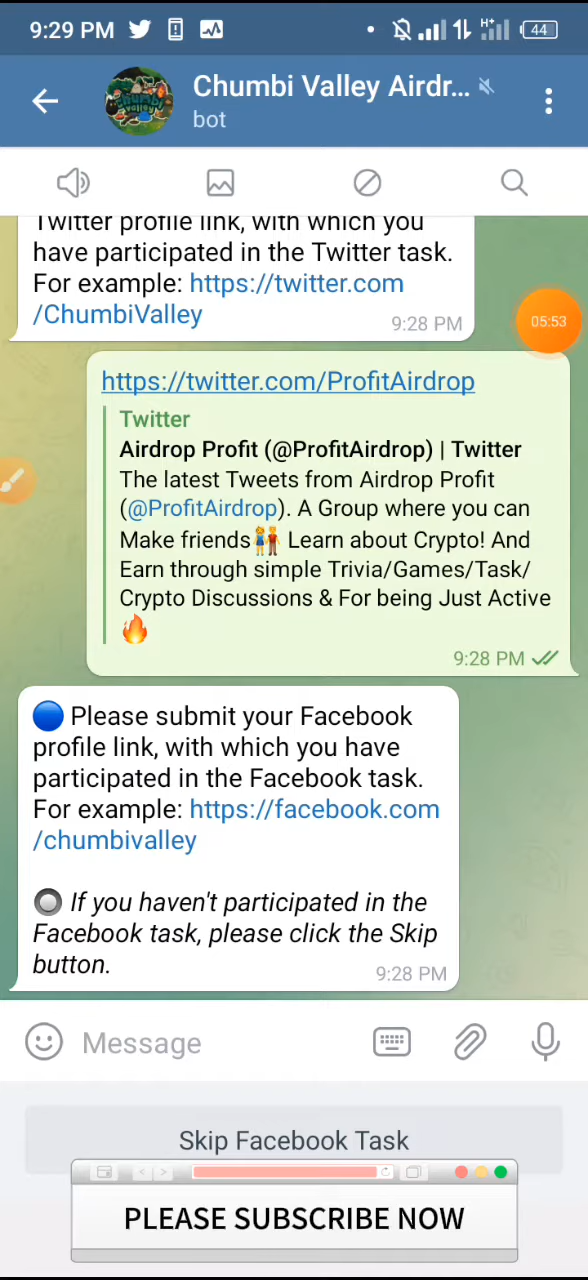 9:29 PM
H+
44
Chumbi Valley Airdr...
bot
Twitter profile link, with which you
have participated in the Twitter task.
For example: https://twitter.com
/ChumbiValley
9:28 PM
05:53
https://twitter.com/ProfitAirdrop
Twitter
Airdrop Profit (@ProfitAirdrop) | Twitter
The latest Tweets from Airdrop Profit
(@ProfitAirdrop). A Group where you can
Make friends👫 Learn about Crypto! And
Earn through simple Trivia/Games/Task/
Crypto Discussions & For being Just Active
🔥
9:28 PM
🔵 Please submit your Facebook
profile link, with which you have
participated in the Facebook task.
For example: https://facebook.com
/chumbivalley
🔘 If you haven't participated in the
Facebook task, please click the Skip
button.
9:28 PM
Message
Skip Facebook Task
PLEASE SUBSCRIBE NOW